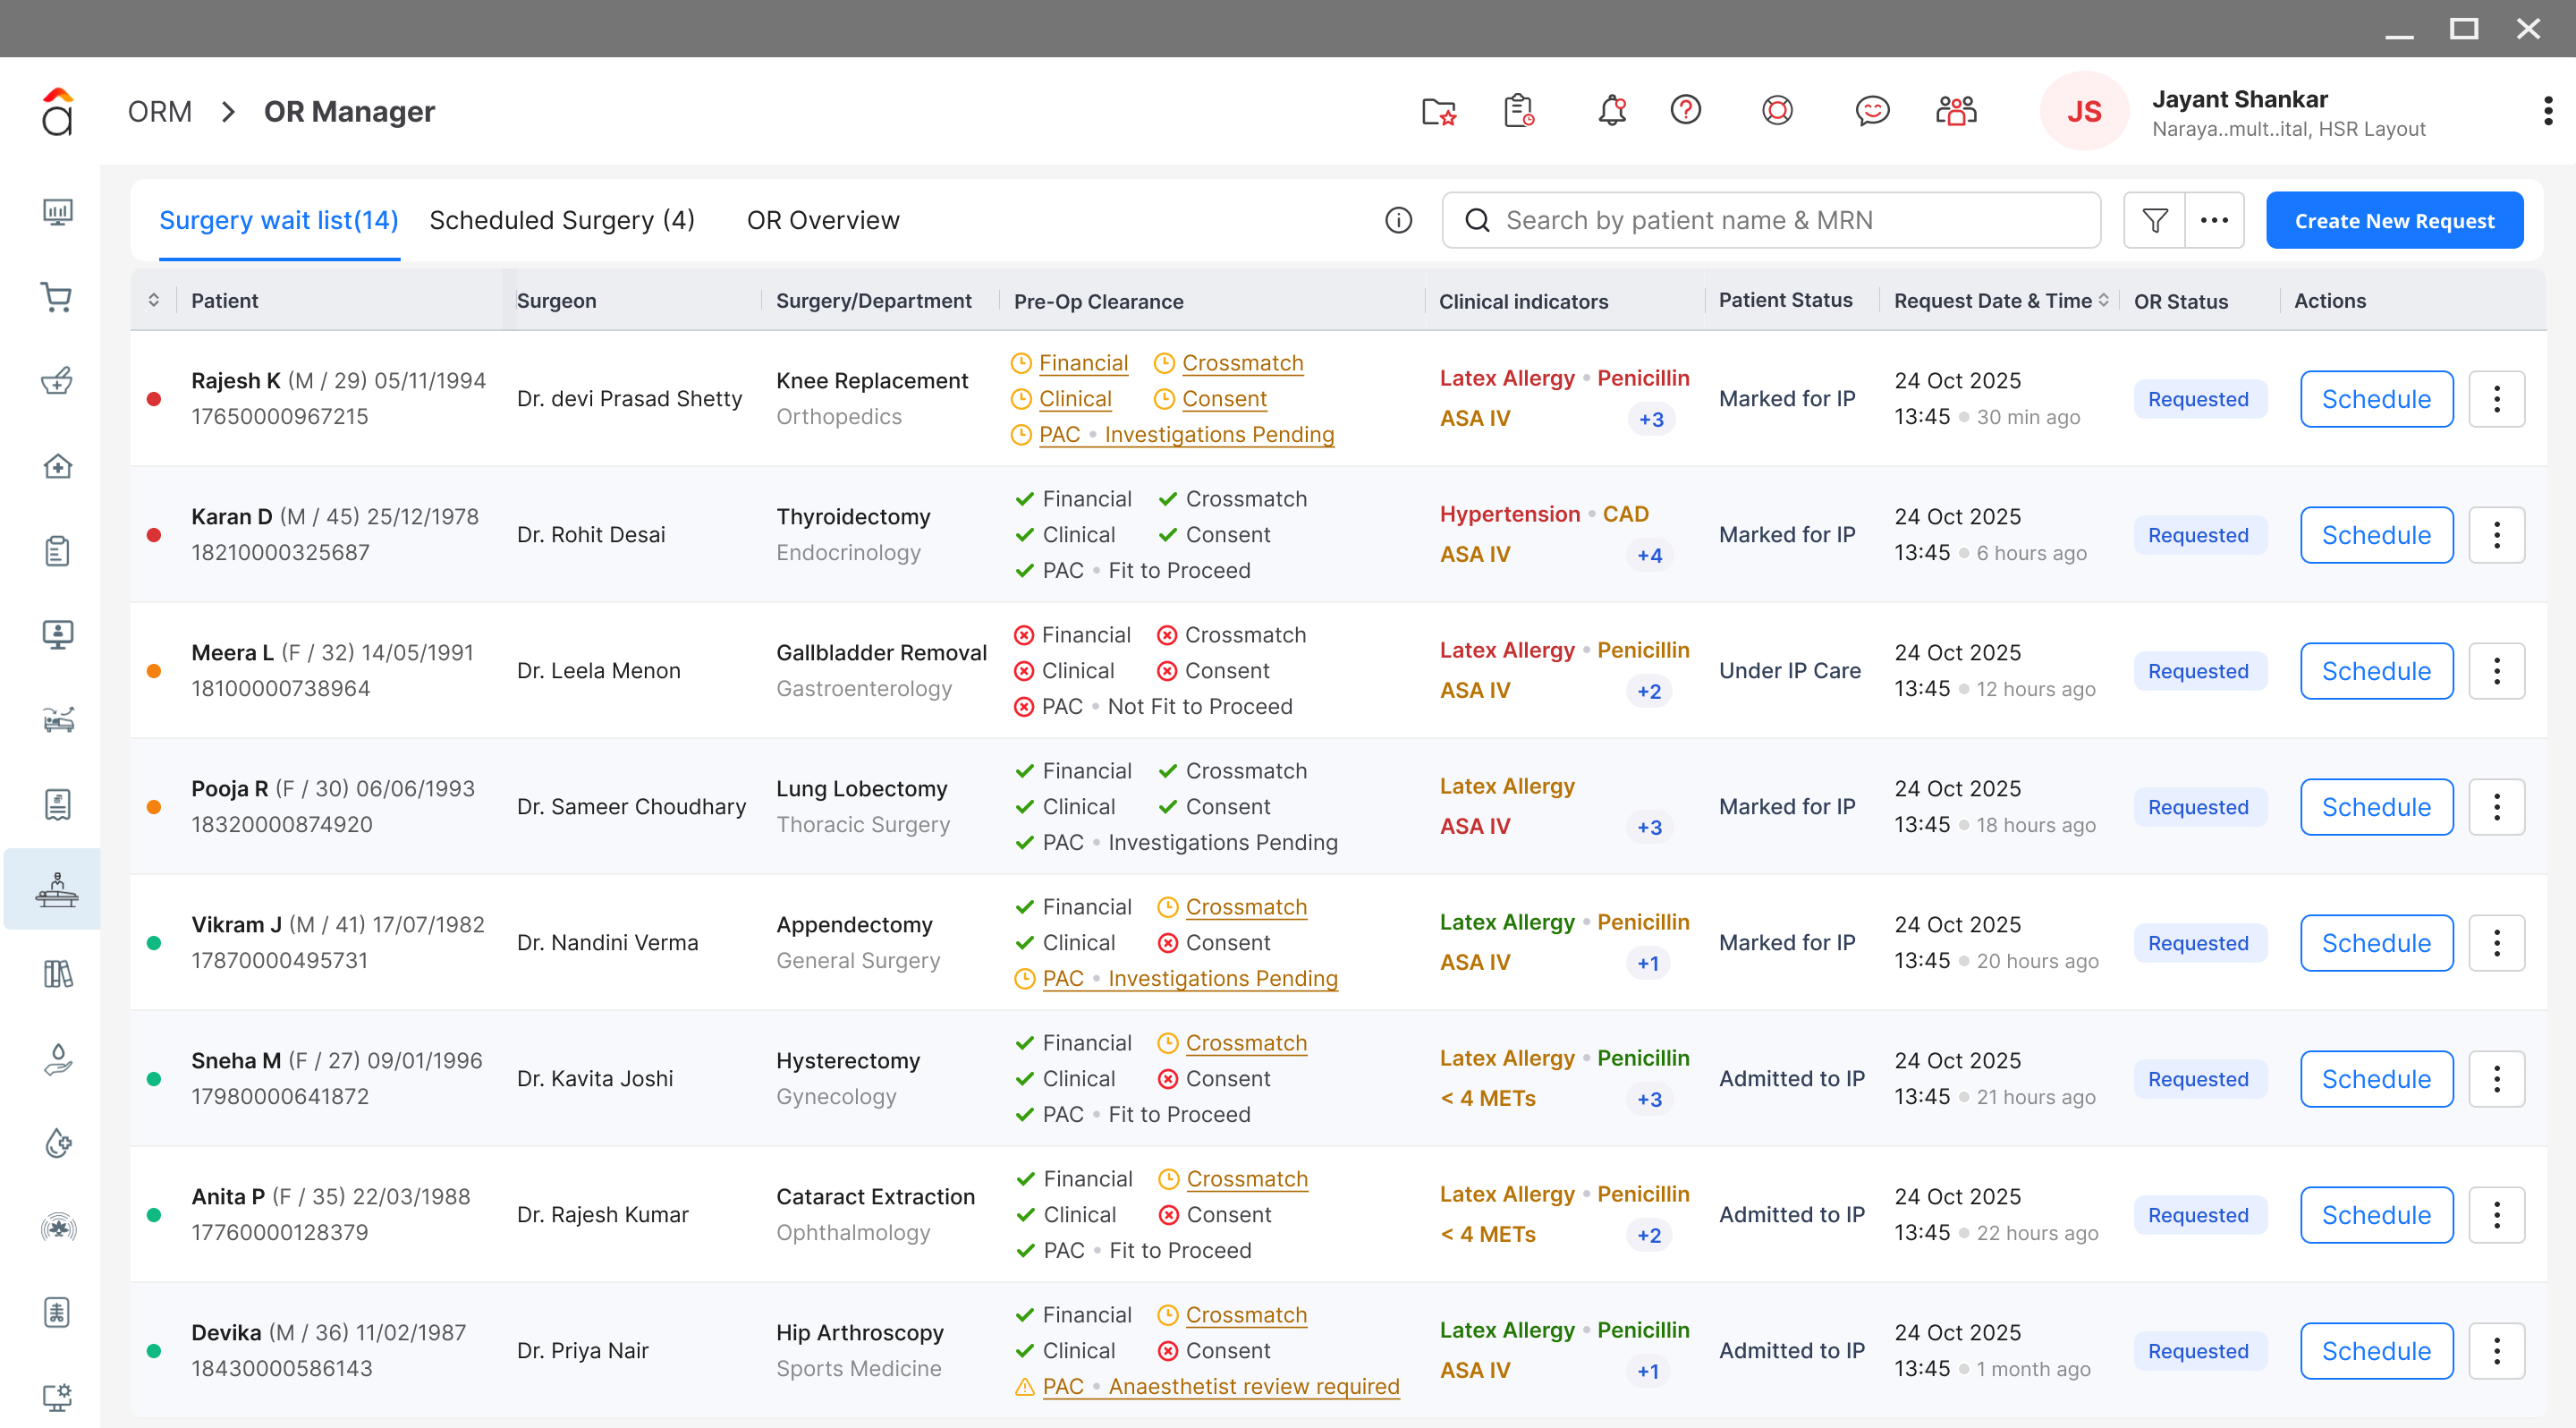 ORM > OR Manager
JS
Jayant Shankar
Naraya..mult..ital, HSR Layout
Surgery wait list(14)
Scheduled Surgery (4)
OR Overview
Search by patient name & MRN
Create New Request
Patient
Surgeon
Surgery/Department
Pre-Op Clearance
Clinical indicators
Patient Status
Request Date & Time
OR Status
Actions
Rajesh K (M / 29) 05/11/1994
17650000967215
Dr. devi Prasad Shetty
Knee Replacement
Orthopedics
Financial Crossmatch
Clinical Consent
PAC • Investigations Pending
Latex Allergy • Penicillin
ASA IV +3
Marked for IP
24 Oct 2025
13:45 • 30 min ago
Requested
Schedule
Karan D (M / 45) 25/12/1978
18210000325687
Dr. Rohit Desai
Thyroidectomy
Endocrinology
Financial Crossmatch
Clinical Consent
PAC • Fit to Proceed
Hypertension • CAD
ASA IV +4
Marked for IP
24 Oct 2025
13:45 • 6 hours ago
Requested
Schedule
Meera L (F / 32) 14/05/1991
18100000738964
Dr. Leela Menon
Gallbladder Removal
Gastroenterology
Financial Crossmatch
Clinical Consent
PAC • Not Fit to Proceed
Latex Allergy • Penicillin
ASA IV +2
Under IP Care
24 Oct 2025
13:45 • 12 hours ago
Requested
Schedule
Pooja R (F / 30) 06/06/1993
18320000874920
Dr. Sameer Choudhary
Lung Lobectomy
Thoracic Surgery
Financial Crossmatch
Clinical Consent
PAC • Investigations Pending
Latex Allergy
ASA IV +3
Marked for IP
24 Oct 2025
13:45 • 18 hours ago
Requested
Schedule
Vikram J (M / 41) 17/07/1982
17870000495731
Dr. Nandini Verma
Appendectomy
General Surgery
Financial Crossmatch
Clinical Consent
PAC • Investigations Pending
Latex Allergy • Penicillin
ASA IV +1
Marked for IP
24 Oct 2025
13:45 • 20 hours ago
Requested
Schedule
Sneha M (F / 27) 09/01/1996
17980000641872
Dr. Kavita Joshi
Hysterectomy
Gynecology
Financial Crossmatch
Clinical Consent
PAC • Fit to Proceed
Latex Allergy • Penicillin
< 4 METs +3
Admitted to IP
24 Oct 2025
13:45 • 21 hours ago
Requested
Schedule
Anita P (F / 35) 22/03/1988
17760000128379
Dr. Rajesh Kumar
Cataract Extraction
Ophthalmology
Financial Crossmatch
Clinical Consent
PAC • Fit to Proceed
Latex Allergy • Penicillin
< 4 METs +2
Admitted to IP
24 Oct 2025
13:45 • 22 hours ago
Requested
Schedule
Devika (M / 36) 11/02/1987
18430000586143
Dr. Priya Nair
Hip Arthroscopy
Sports Medicine
Financial Crossmatch
Clinical Consent
PAC • Anaesthetist review required
Latex Allergy • Penicillin
ASA IV +1
Admitted to IP
24 Oct 2025
13:45 • 1 month ago
Requested
Schedule